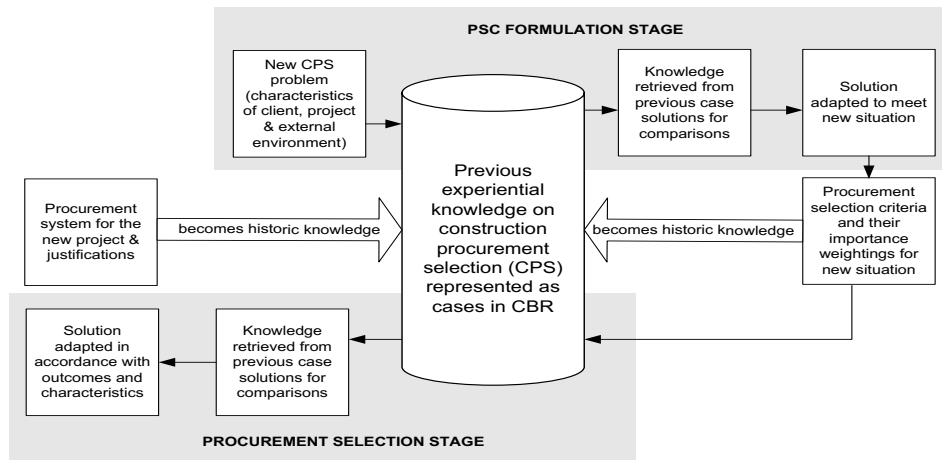 PSC FORMULATION STAGE
New CPS
problem
(characteristics
of client, project
& external
environment)
Knowledge
retrieved from
previous case
solutions for
comparisons
Solution
adapted to meet
new situation
Previous
experiential
knowledge on
construction
procurement
selection (CPS)
represented as
cases in CBR
Procurement
system for the
new project &
justifications
becomes historic knowledge
becomes historic knowledge
Procurement
selection criteria
and their
importance
weightings for
new situation
Solution
adapted in
accordance with
outcomes and
characteristics
Knowledge
retrieved from
previous case
solutions for
comparisons
PROCUREMENT SELECTION STAGE